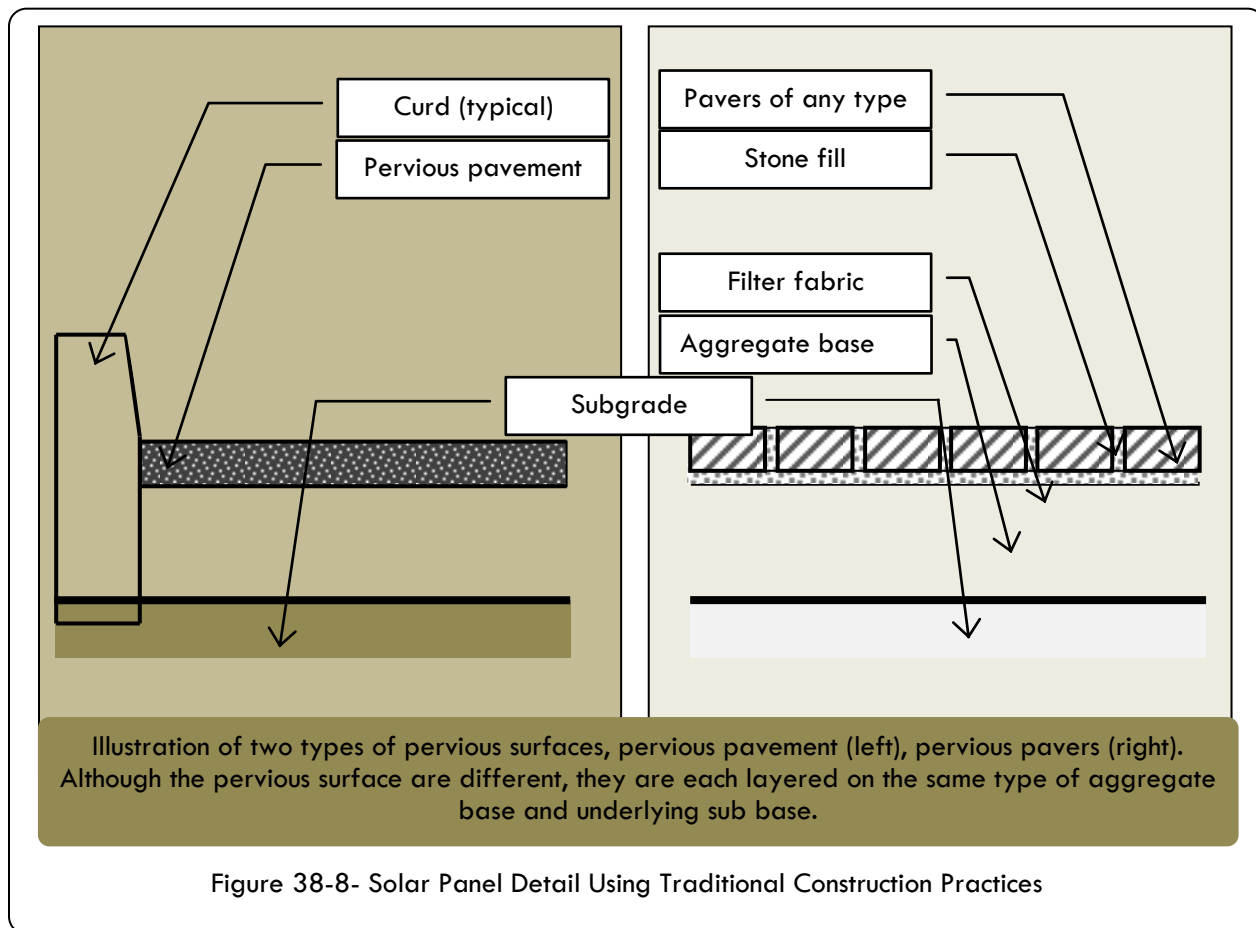 Curd (typical)
Pervious pavement
Pavers of any type
Stone fill
Filter fabric
Aggregate base
Subgrade
Illustration of two types of pervious surfaces, pervious pavement (left), pervious pavers (right).
Although the pervious surface are different, they are each layered on the same type of aggregate
base and underlying sub base.
Figure 38-8- Solar Panel Detail Using Traditional Construction Practices